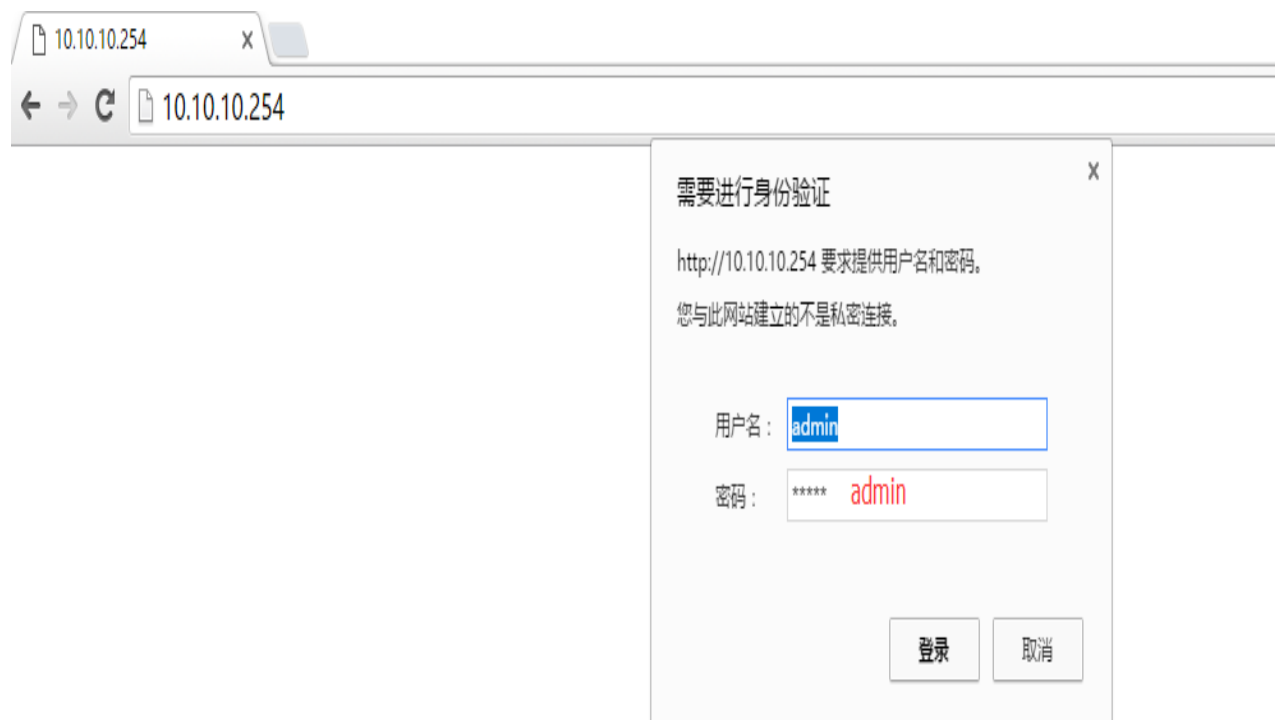 10.10.10.254
10.10.10.254
需要进行身份验证
http://10.10.10.254 要求提供用户名和密码。
您与此网站建立的不是私密连接。
用户名： admin
密码： ***** admin
登录 取消